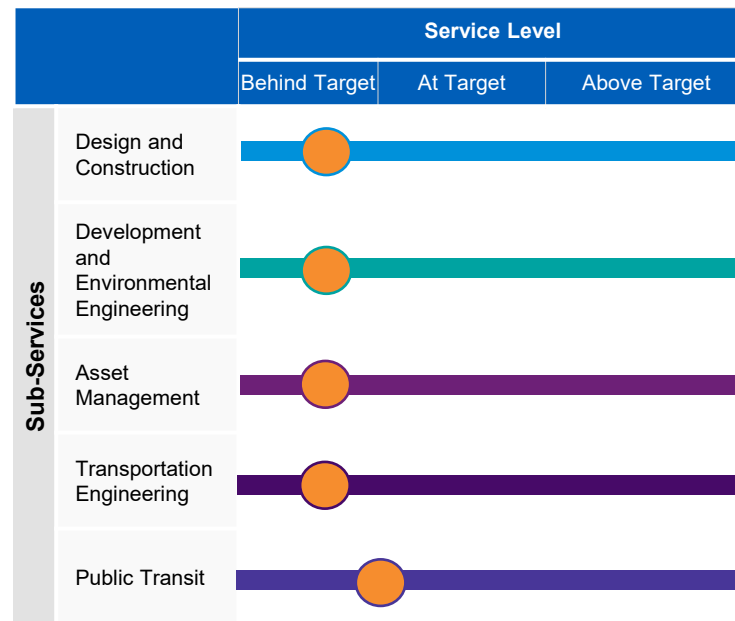 Service Level
Behind Target
At Target
Above Target
Sub-Services
Design and
Construction
Development
and
Environmental
Engineering
Asset
Management
Transportation
Engineering
Public Transit